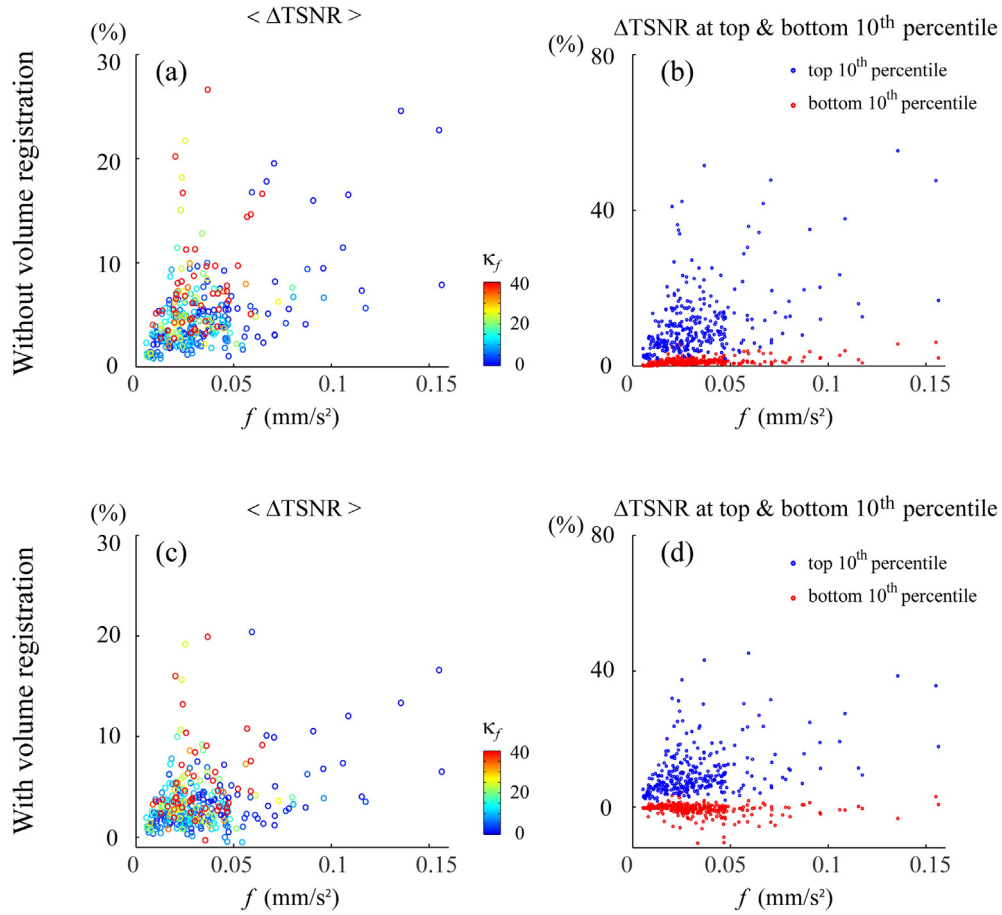 < ΔTSNR >
(%)
30
20
10
0
0
0.05
0.1
0.15
(a)
f (mm/s²)
κf
40
20
0
Without volume registration
ΔTSNR at top & bottom 10th percentile
(%)
80
40
0
0
0.05
0.1
0.15
(b)
top 10th percentile
bottom 10th percentile
f (mm/s²)
< ΔTSNR >
(%)
30
20
10
0
0
0.05
0.1
0.15
(c)
f (mm/s²)
κf
40
20
0
With volume registration
ΔTSNR at top & bottom 10th percentile
(%)
80
40
0
0
0.05
0.1
0.15
(d)
top 10th percentile
bottom 10th percentile
f (mm/s²)